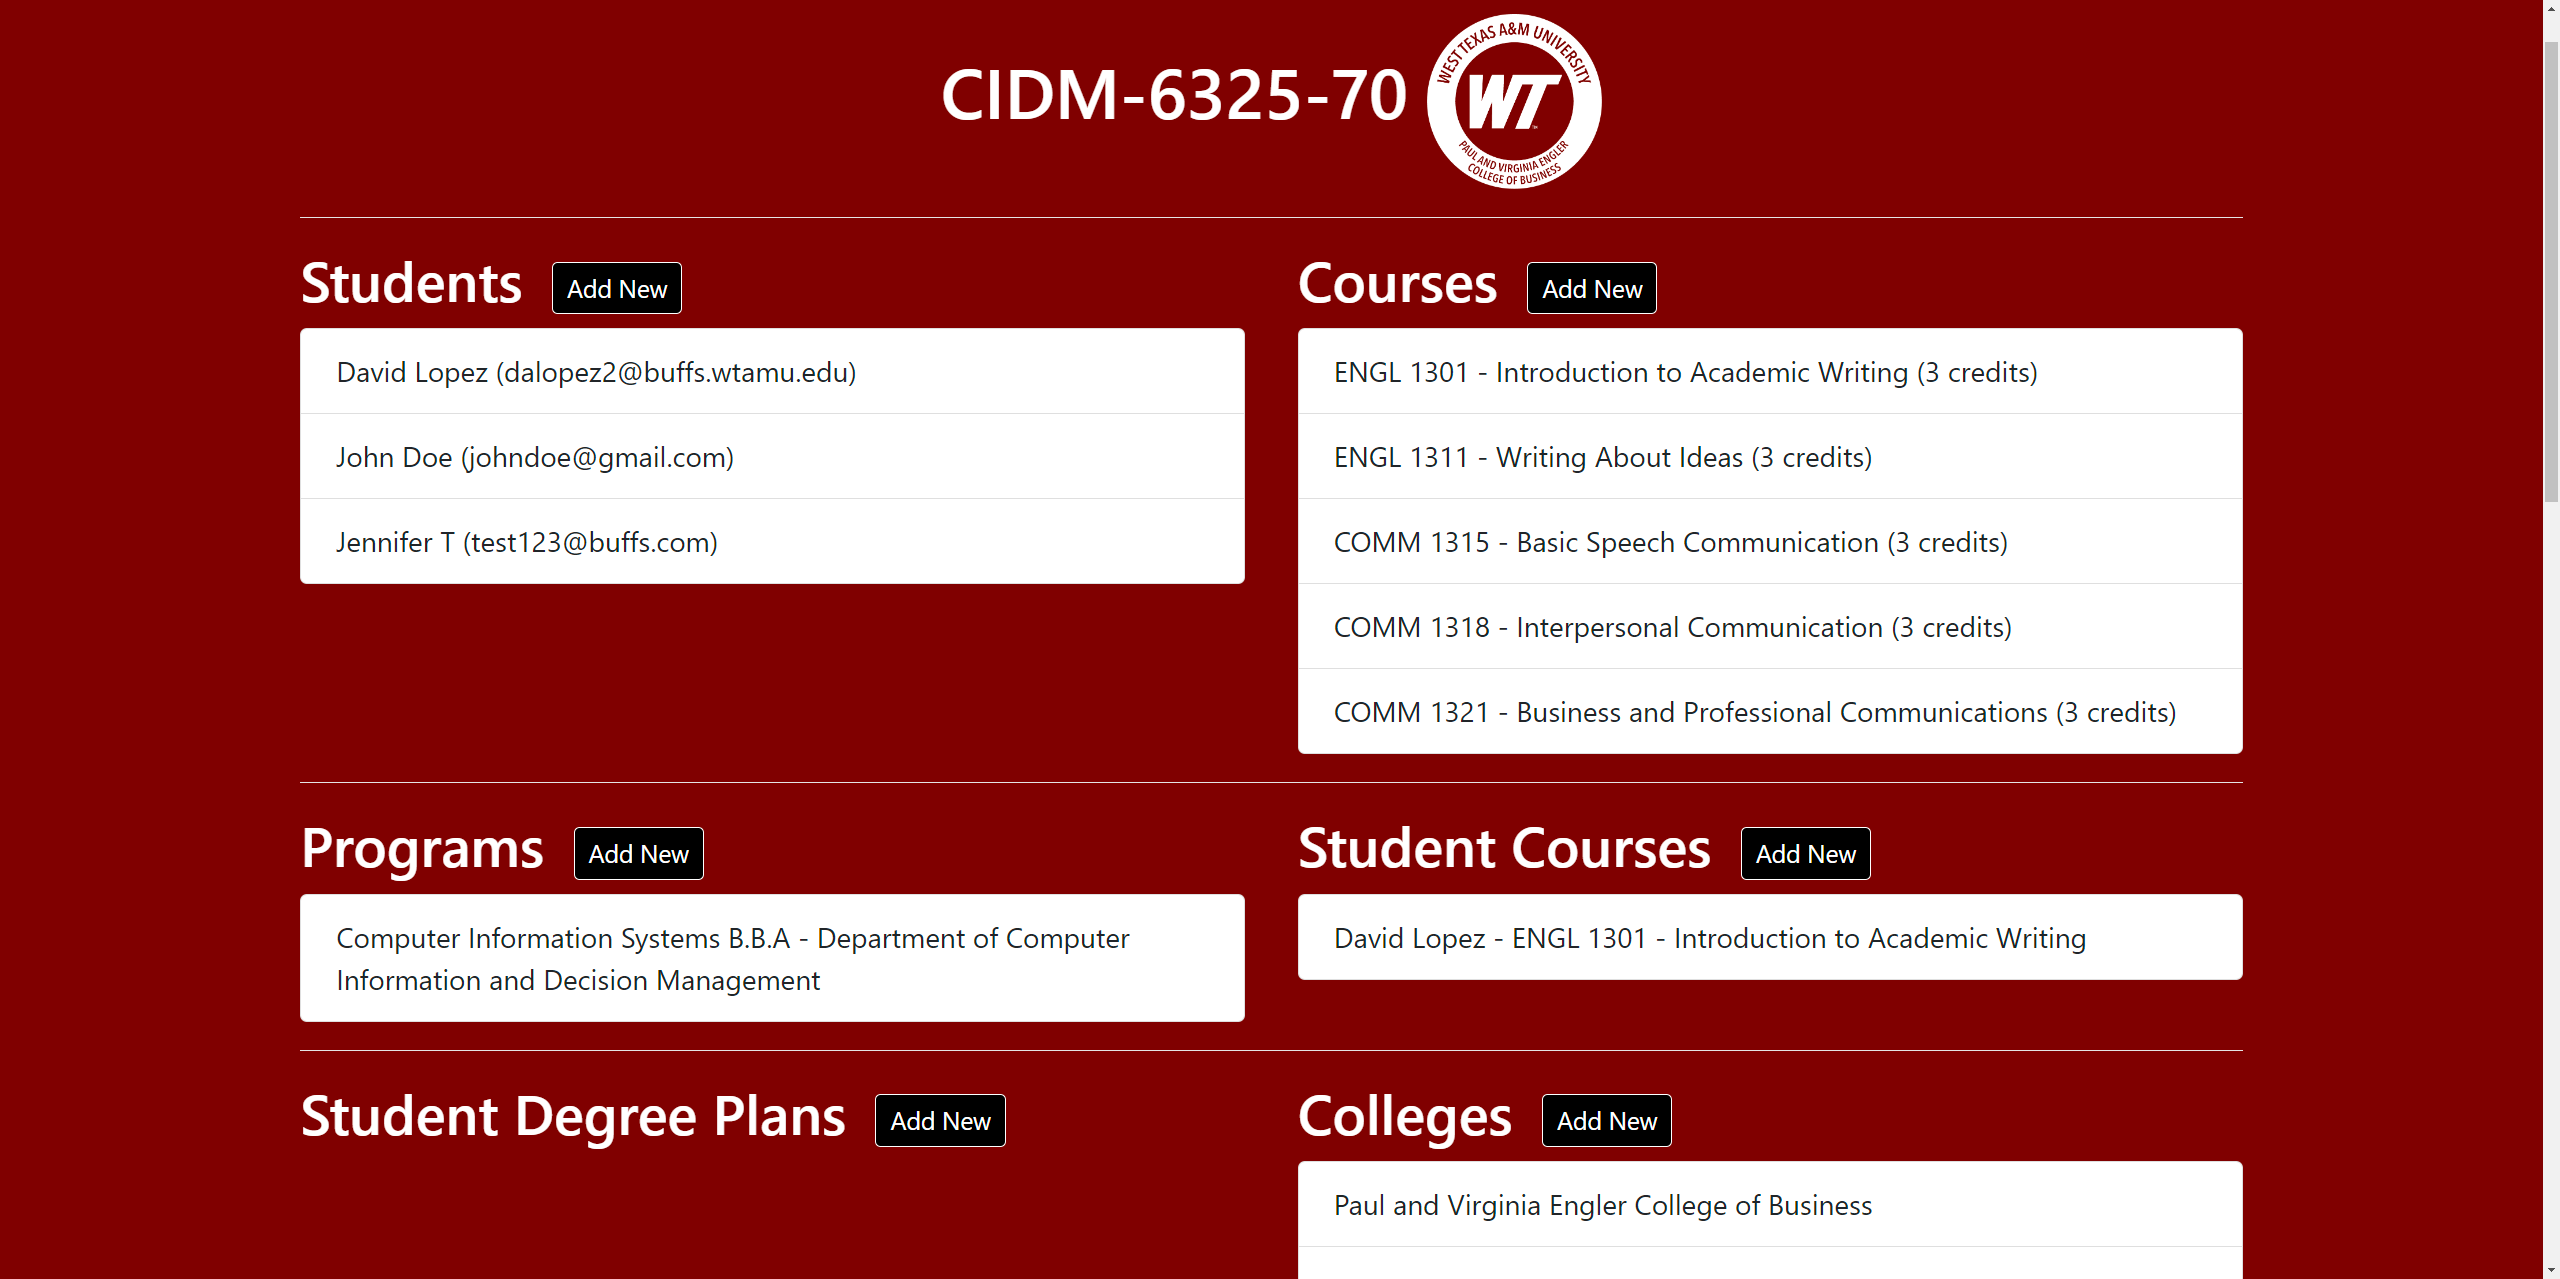 CIDM-6325-70
WEST TEXAS A&M UNIVERSITY
WT
TM
PAUL AND VIRGINIA ENGLER
COLLEGE OF BUSINESS
Students
Add New
David Lopez (dalopez2@buffs.wtamu.edu)
John Doe (johndoe@gmail.com)
Jennifer T (test123@buffs.com)
Courses
Add New
ENGL 1301 - Introduction to Academic Writing (3 credits)
ENGL 1311 - Writing About Ideas (3 credits)
COMM 1315 - Basic Speech Communication (3 credits)
COMM 1318 - Interpersonal Communication (3 credits)
COMM 1321 - Business and Professional Communications (3 credits)
Programs
Add New
Computer Information Systems B.B.A - Department of Computer
Information and Decision Management
Student Courses
Add New
David Lopez - ENGL 1301 - Introduction to Academic Writing
Student Degree Plans
Add New
Colleges
Add New
Paul and Virginia Engler College of Business